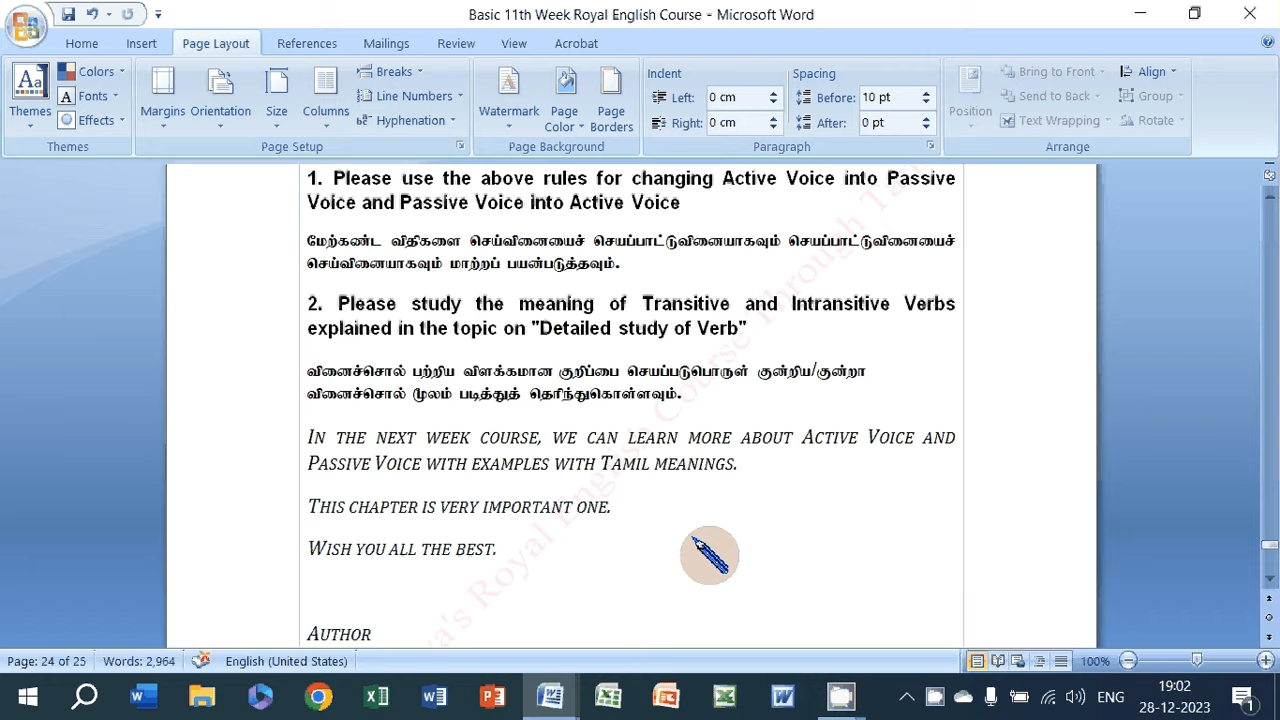 Basic 11th Week Royal English Course - Microsoft Word
Home Insert Page Layout References Mailings Review View Acrobat
Themes
Colors
Fonts
Effects
Themes
Margins
Orientation
Size
Columns
Breaks
Line Numbers
Hyphenation
Page Setup
Watermark
Page Color
Page Borders
Page Background
Indent
Left: 0 cm
Right: 0 cm
Spacing
Before: 10 pt
After: 0 pt
Paragraph
Position
Bring to Front
Send to Back
Text Wrapping
Align
Group
Rotate
Arrange
1. Please use the above rules for changing Active Voice into Passive
Voice and Passive Voice into Active Voice
மேற்கண்ட விதிகளை செய்வினையைச் செயப்பாட்டுவினையாகவும் செயப்பாட்டுவினையைச்
செய்வினையாகவும் மாற்றப் பயன்படுத்தவும்.
2. Please study the meaning of Transitive and Intransitive Verbs
explained in the topic on "Detailed study of Verb"
வினைச்சொல் பற்றிய விளக்கமான குறிப்பை செயப்படுபொருள் குன்றிய/குன்றா
வினைச்சொல் மூலம் படித்துத் தெரிந்துகொள்ளவும்.
IN THE NEXT WEEK COURSE, WE CAN LEARN MORE ABOUT ACTIVE VOICE AND
PASSIVE VOICE WITH EXAMPLES WITH TAMIL MEANINGS.
THIS CHAPTER IS VERY IMPORTANT ONE.
WISH YOU ALL THE BEST.
AUTHOR
Royal English Course Through
Page: 24 of 25 Words: 2,964 English (United States) 100%
ENG
19:02
28-12-2023
1